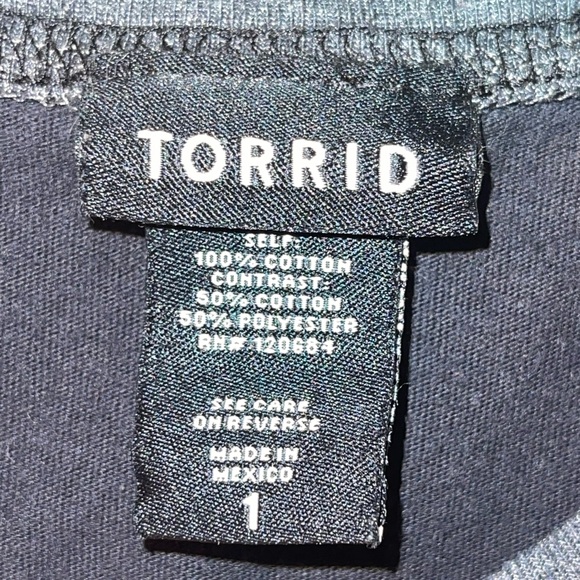 TORRID
SELF:
100% COTTON
CONTRAST:
50% COTTON
50% POLYESTER
RN# 120684
SEE CARE
ON REVERSE
MADE IN
MEXICO
1